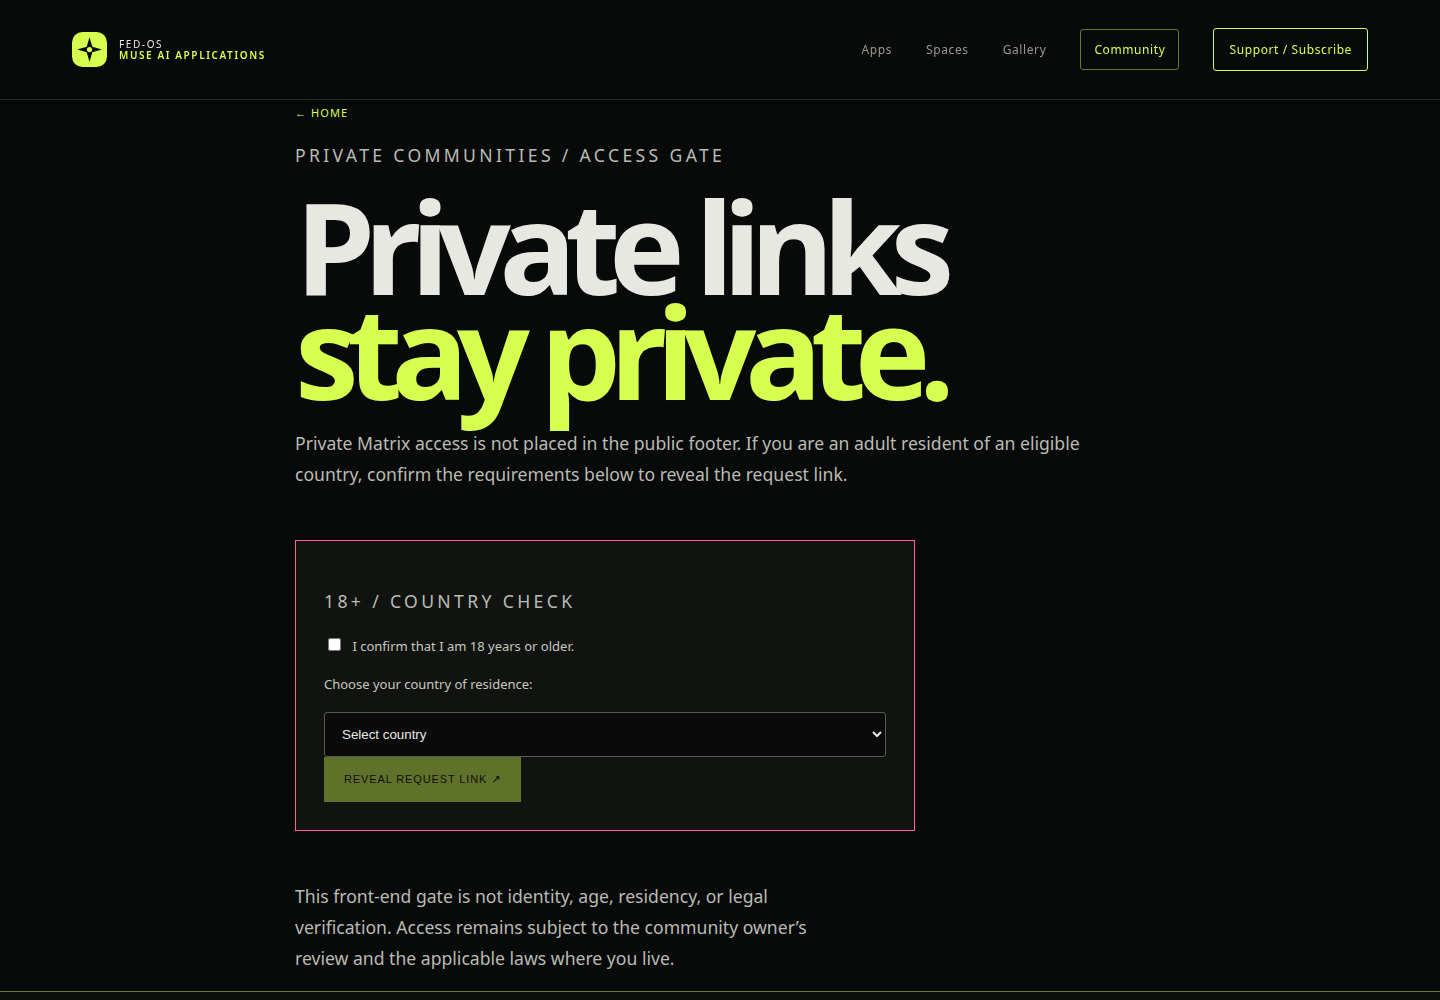 FED-OS
MUSE AI APPLICATIONS
Apps
Spaces
Gallery
Community
Support / Subscribe
← HOME
PRIVATE COMMUNITIES / ACCESS GATE
Private links
stay private.
Private Matrix access is not placed in the public footer. If you are an adult resident of an eligible
country, confirm the requirements below to reveal the request link.
18+ / COUNTRY CHECK
I confirm that I am 18 years or older.
Choose your country of residence:
Select country
REVEAL REQUEST LINK ↗
This front-end gate is not identity, age, residency, or legal
verification. Access remains subject to the community owner’s
review and the applicable laws where you live.